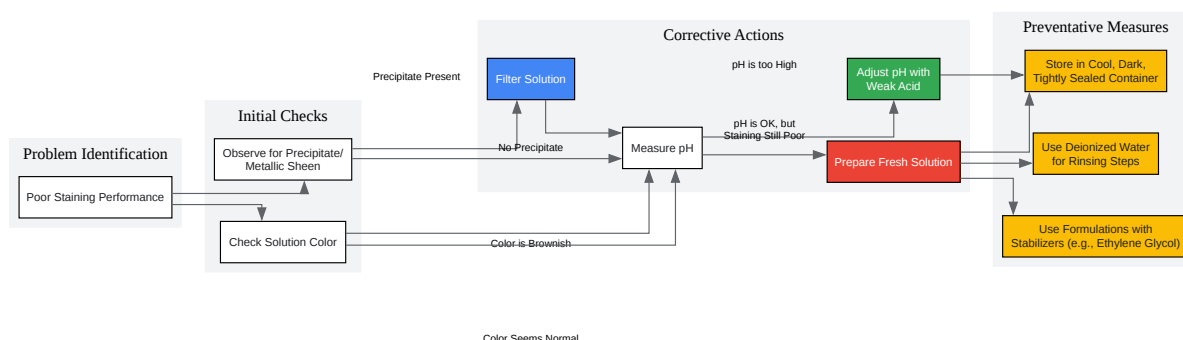 Problem Identification
Poor Staining Performance
Initial Checks
Observe for Precipitate/
Metallic Sheen
Check Solution Color
Precipitate Present
No Precipitate
Color is Brownish
Color Seems Normal
Corrective Actions
Filter Solution
Measure pH
pH is too High
pH is OK, but
Staining Still Poor
Adjust pH with
Weak Acid
Prepare Fresh Solution
Preventative Measures
Store in Cool, Dark,
Tightly Sealed Container
Use Deionized Water
for Rinsing Steps
Use Formulations with
Stabilizers (e.g., Ethylene Glycol)